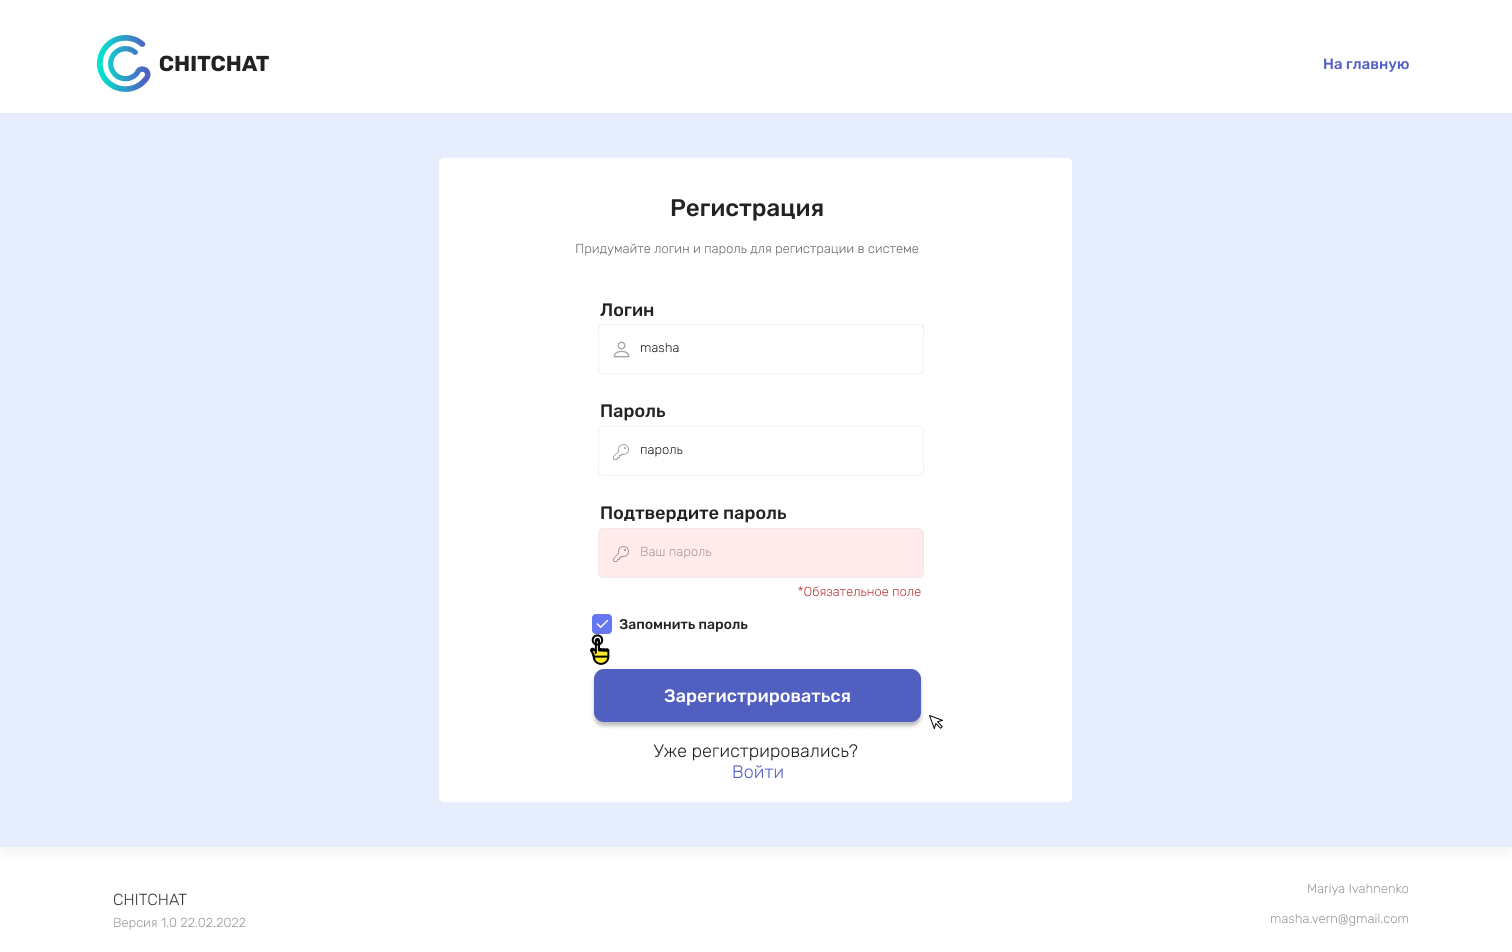 CHITCHAT
На главную
Регистрация
Придумайте логин и пароль для регистрации в системе
Логин
masha
Пароль
пароль
Подтвердите пароль
Ваш пароль
*Обязательное поле
Запомнить пароль
Зарегистрироваться
Уже регистрировались?
Войти
CHITCHAT
Версия 1.0 22.02.2022
Mariya Ivahnenko
masha.vern@gmail.com